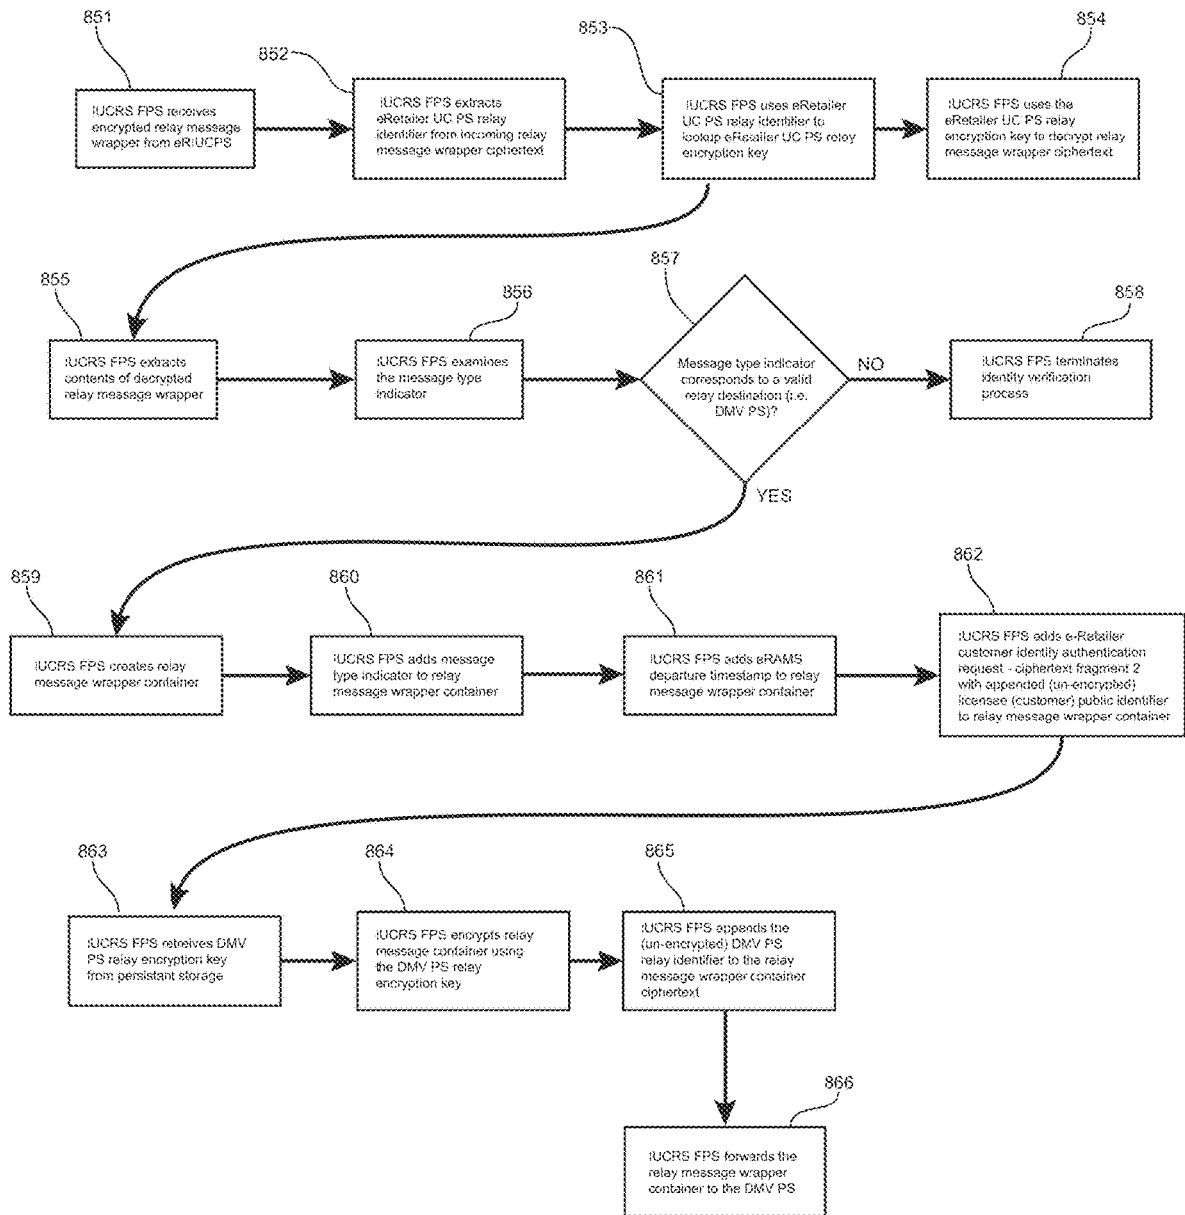 851
IUCRS FPS receives
encrypted relay message
wrapper from eRIUCPS
852
IUCRS FPS extracts
eRetailer UC PS relay
identifier from incoming relay
message wrapper ciphertext
853
IUCRS FPS uses eRetailer
UC PS relay identifier to
lookup eRetailer UC PS relay
encryption key
854
IUCRS FPS uses the
eRetailer UC PS relay
encryption key to decrypt relay
message wrapper ciphertext
855
IUCRS FPS extracts
contents of decrypted
relay message wrapper
856
IUCRS FPS examines
the message type
indicator
857
Message type indicator
corresponds to a valid
relay destination (i.e.
DMV PS)?
NO
YES
858
IUCRS FPS terminates
identity verification
process
859
IUCRS FPS creates relay
message wrapper container
860
IUCRS FPS adds message
type indicator to relay
message wrapper container
861
IUCRS FPS adds eRAMS
departure timestamp to relay
message wrapper container
862
IUCRS FPS adds e-Retailer
customer identify authentication
request - ciphertext fragment 2
with appended (un-encrypted)
licensee (customer) public identifier
to relay message wrapper container
863
IUCRS FPS retreives DMV
PS relay encryption key
from persistant storage
864
IUCRS FPS encrypts relay
message container using
the DMV PS relay
encryption key
865
IUCRS FPS appends the
(un-encrypted) DMV PS
relay identifier to the relay
message wrapper container
ciphertext
866
IUCRS FPS forwards the
relay message wrapper
container to the DMV PS